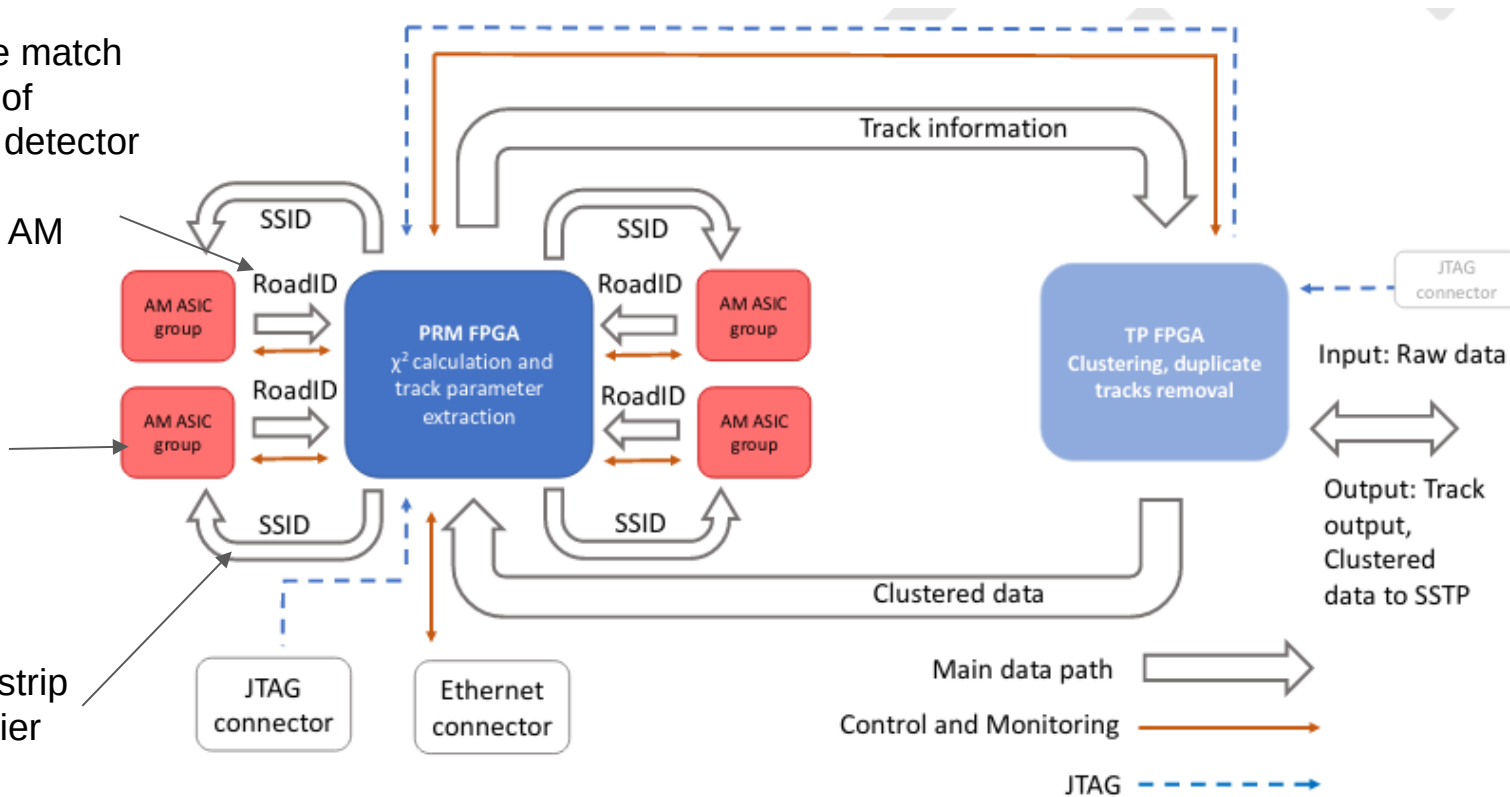 e match
of
detector
AM
Track information
SSID
SSID
RoadID
RoadID
AM ASIC
group
AM ASIC
group
PRM FPGA
χ² calculation and
track parameter
extraction
RoadID
RoadID
AM ASIC
group
AM ASIC
group
SSID
SSID
TP FPGA
Clustering, duplicate
tracks removal
JTAG
connector
Input: Raw data
Output: Track
output,
Clustered
data to SSTP
Clustered data
strip
ier
JTAG
connector
Ethernet
connector
Main data path
Control and Monitoring
JTAG